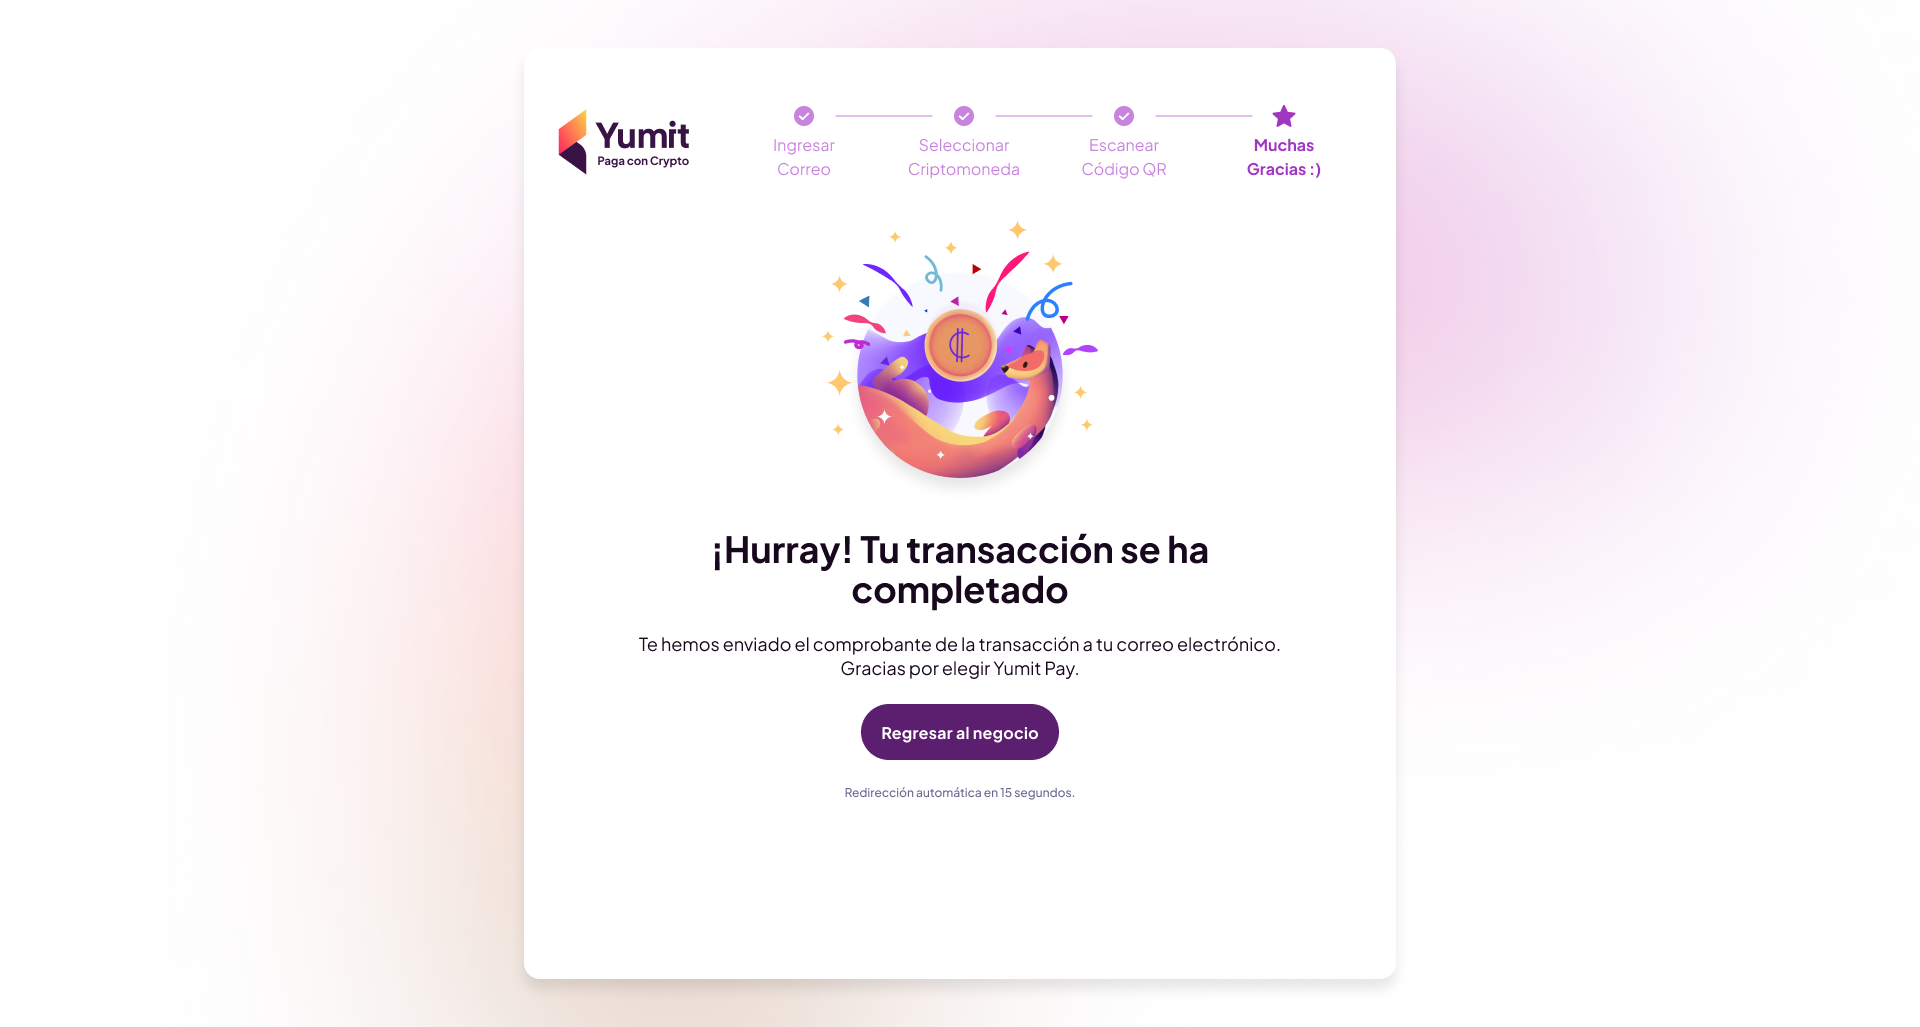 Yumit
Paga con Crypto
Ingresar
Correo
Seleccionar
Criptomoneda
Escanear
Código QR
Muchas
Gracias :)
₵
¡Hurray! Tu transacción se ha
completado
Te hemos enviado el comprobante de la transacción a tu correo electrónico.
Gracias por elegir Yumit Pay.
Regresar al negocio
Redirección automática en 15 segundos.